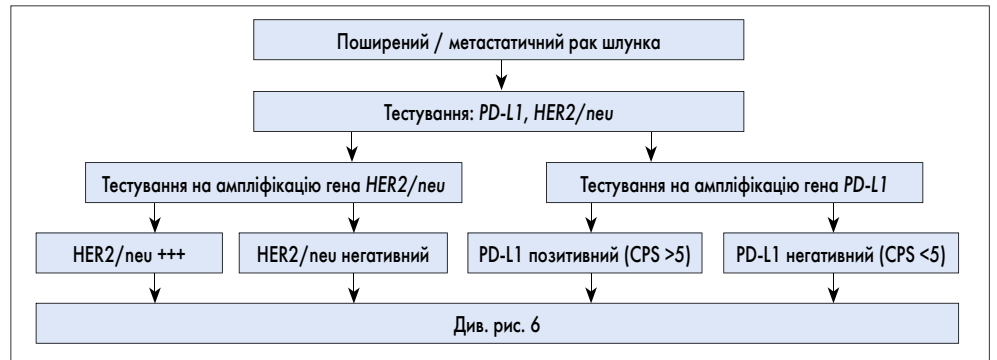 Поширений / метастатичний рак шлунка
Тестування: PD-L1, HER2/neu
Тестування на ампліфікацію гена HER2/neu
Тестування на ампліфікацію гена PD-L1
HER2/neu +++
HER2/neu негативний
PD-L1 позитивний (CPS >5)
PD-L1 негативний (CPS <5)
Див. рис. 6